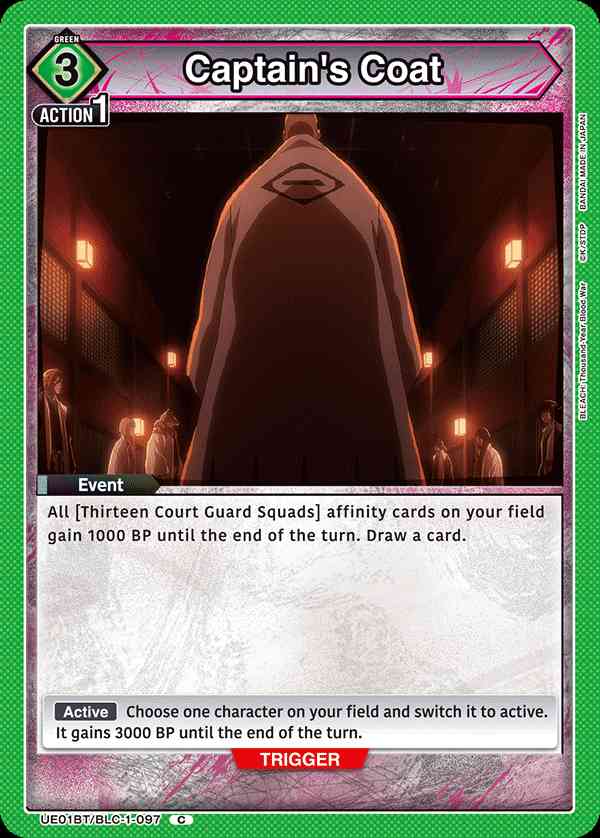 GREEN
3
Captain's Coat
ACTION 1
BLEACH: Thousand-Year Blood War ©K/STDP BANDAI MADE IN JAPAN
Event
All [Thirteen Court Guard Squads] affinity cards on your field
gain 1000 BP until the end of the turn. Draw a card.
Active Choose one character on your field and switch it to active.
It gains 3000 BP until the end of the turn.
TRIGGER
UE01BT/BLC-1-097 C